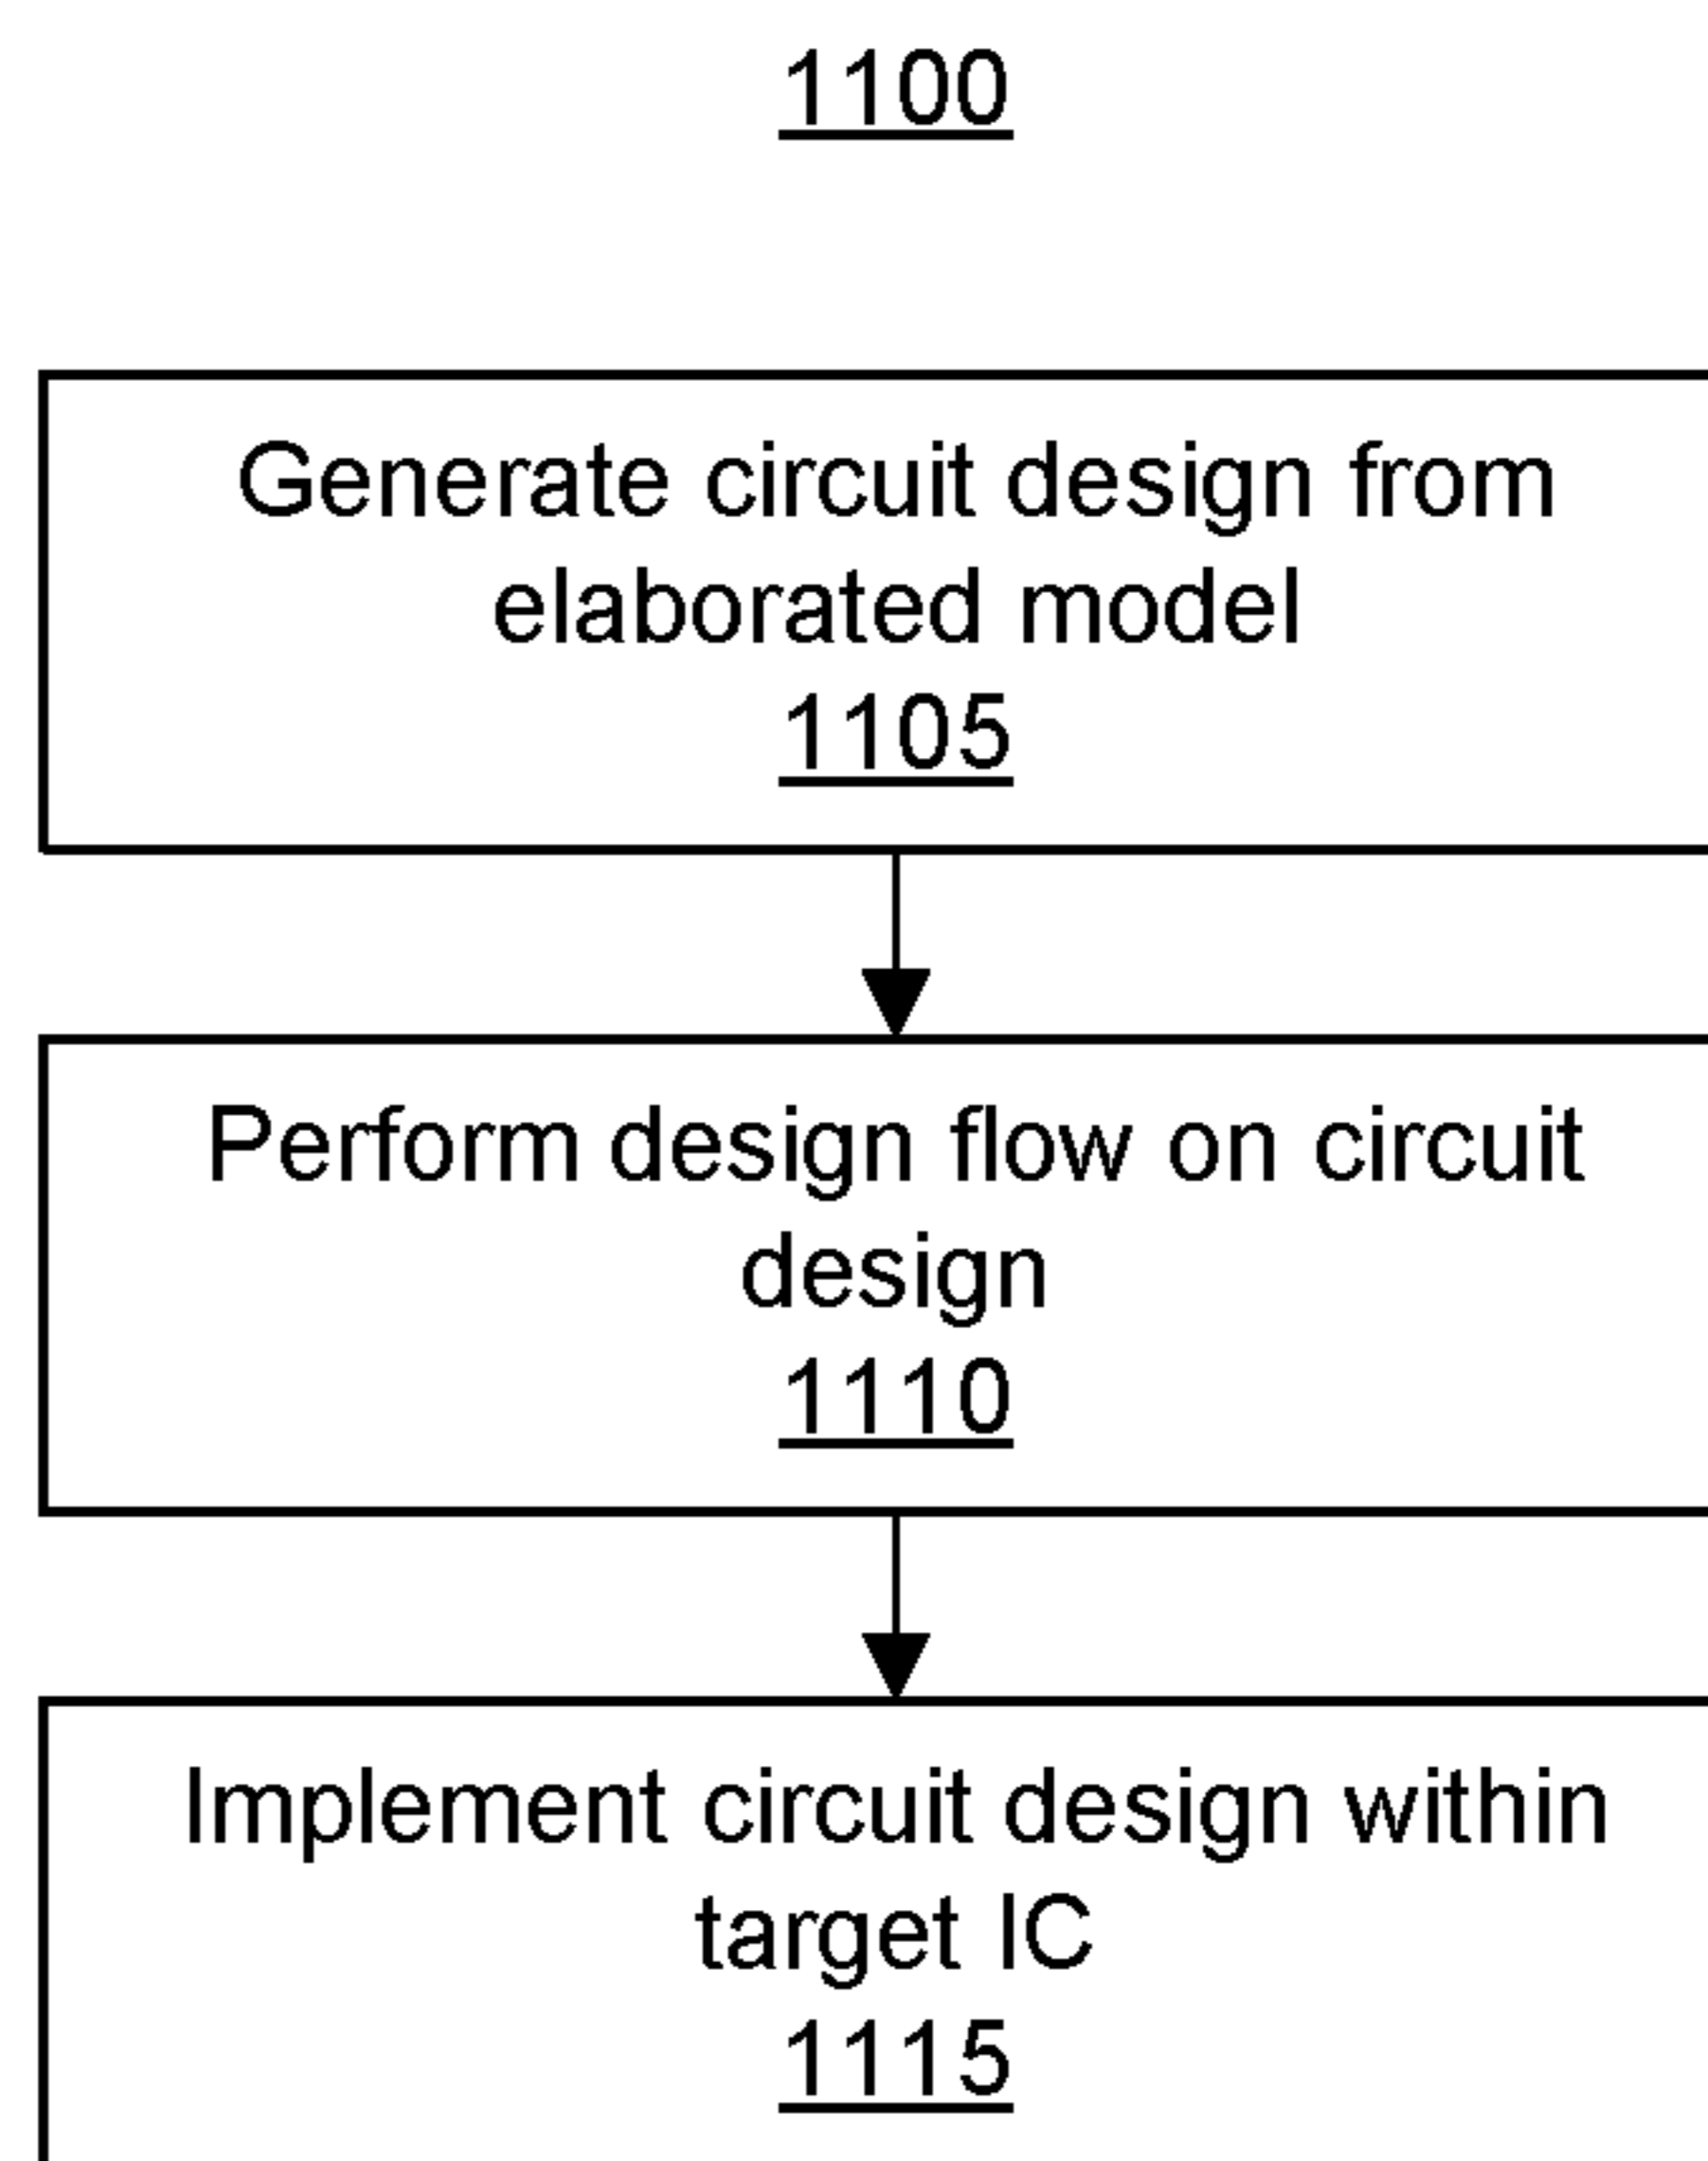 1100
Generate circuit design from
elaborated model
1105
Perform design flow on circuit
design
1110
Implement circuit design within
target IC
1115